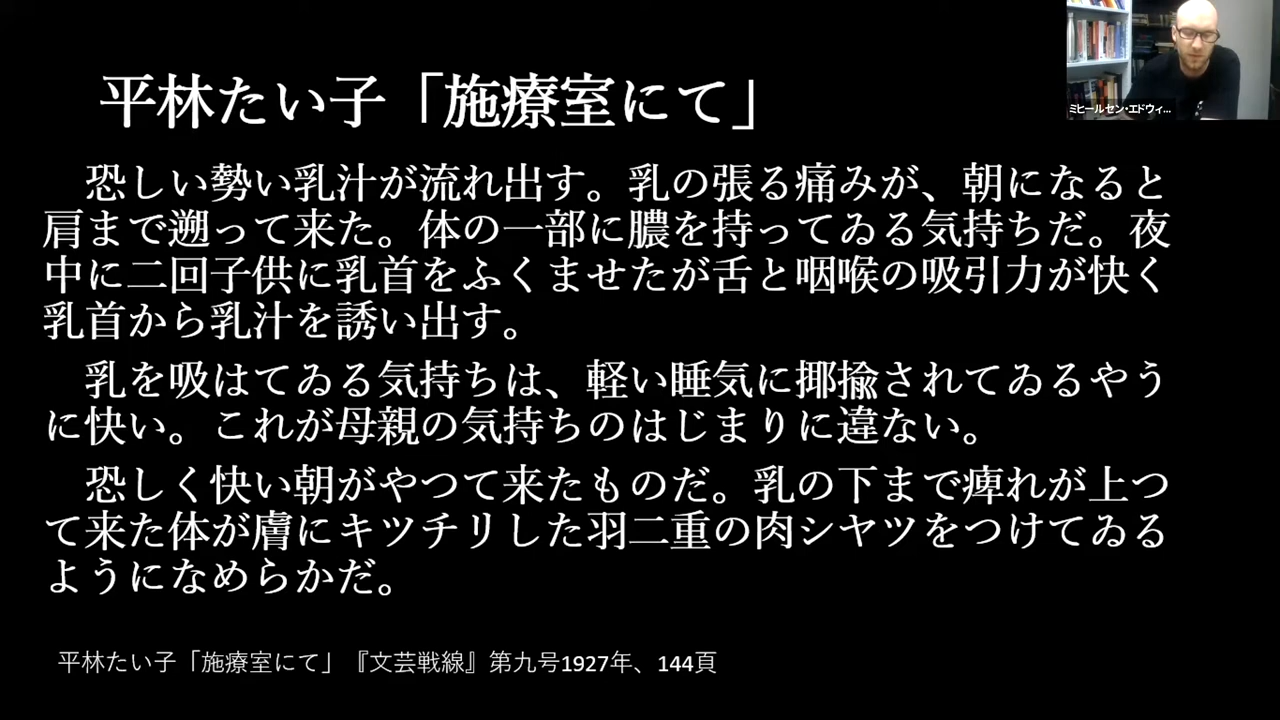 平林たい子「施療室にて」
ミヒールセン・エドウィ...
恐しい勢い乳汁が流れ出す。乳の張る痛みが、朝になると
肩まで遡って来た。体の一部に膿を持ってゐる気持ちだ。夜
中に二回子供に乳首をふくませたが舌と咽喉の吸引力が快く
乳首から乳汁を誘い出す。
乳を吸はてゐる気持ちは、軽い睡気に揶揄されてゐるやう
に快い。これが母親の気持ちのはじまりに違ない。
恐しく快い朝がやつて来たものだ。乳の下まで痺れが上つ
て来た体が膚にキツチリした羽二重の肉シヤツをつけてゐる
ようになめらかだ。
平林たい子「施療室にて」『文芸戦線』第九号1927年、144頁